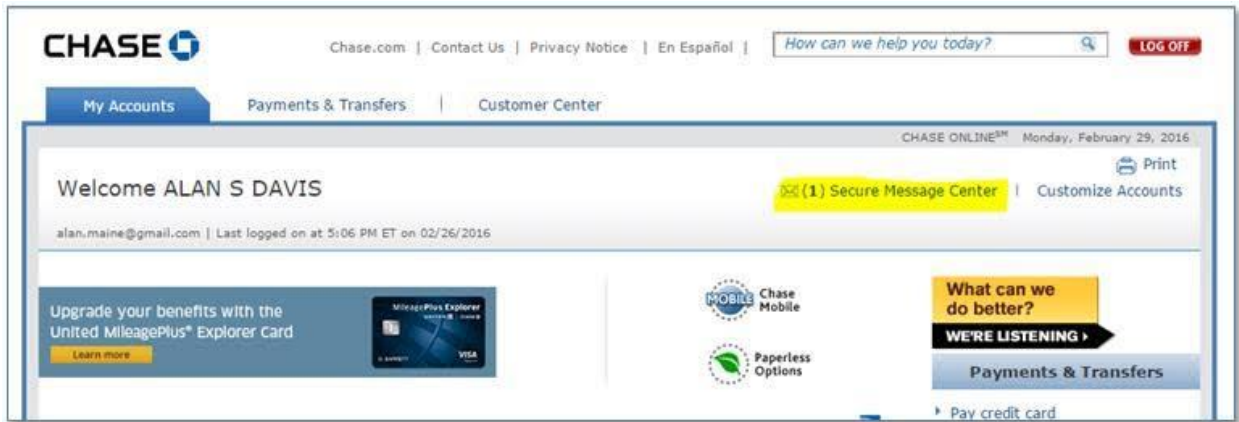 CHASE
Chase.com | Contact Us | Privacy Notice | En Español |
How can we help you today?
LOG OFF
My Accounts
Payments & Transfers | Customer Center
CHASE ONLINE℠ Monday, February 29, 2016
Print
Welcome ALAN S DAVIS
(1) Secure Message Center | Customize Accounts
alan.maine@gmail.com | Last logged on at 5:06 PM ET on 02/26/2016
Upgrade your benefits with the
United MileagePlus® Explorer Card
Learn more
MileagePlus Explorer
VISA
MOBILE
Chase
Mobile
Paperless
Options
What can we
do better?
WE'RE LISTENING
Payments & Transfers
Pay credit card